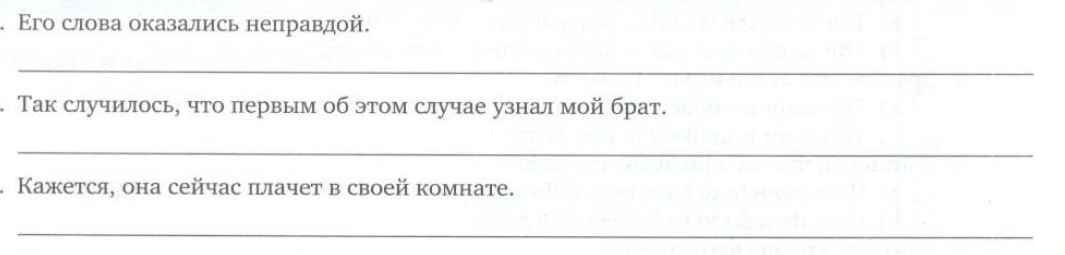 . Его слова оказались неправдой.
. Так случилось, что первым об этом случае узнал мой брат.
. Кажется, она сейчас плачет в своей комнате.